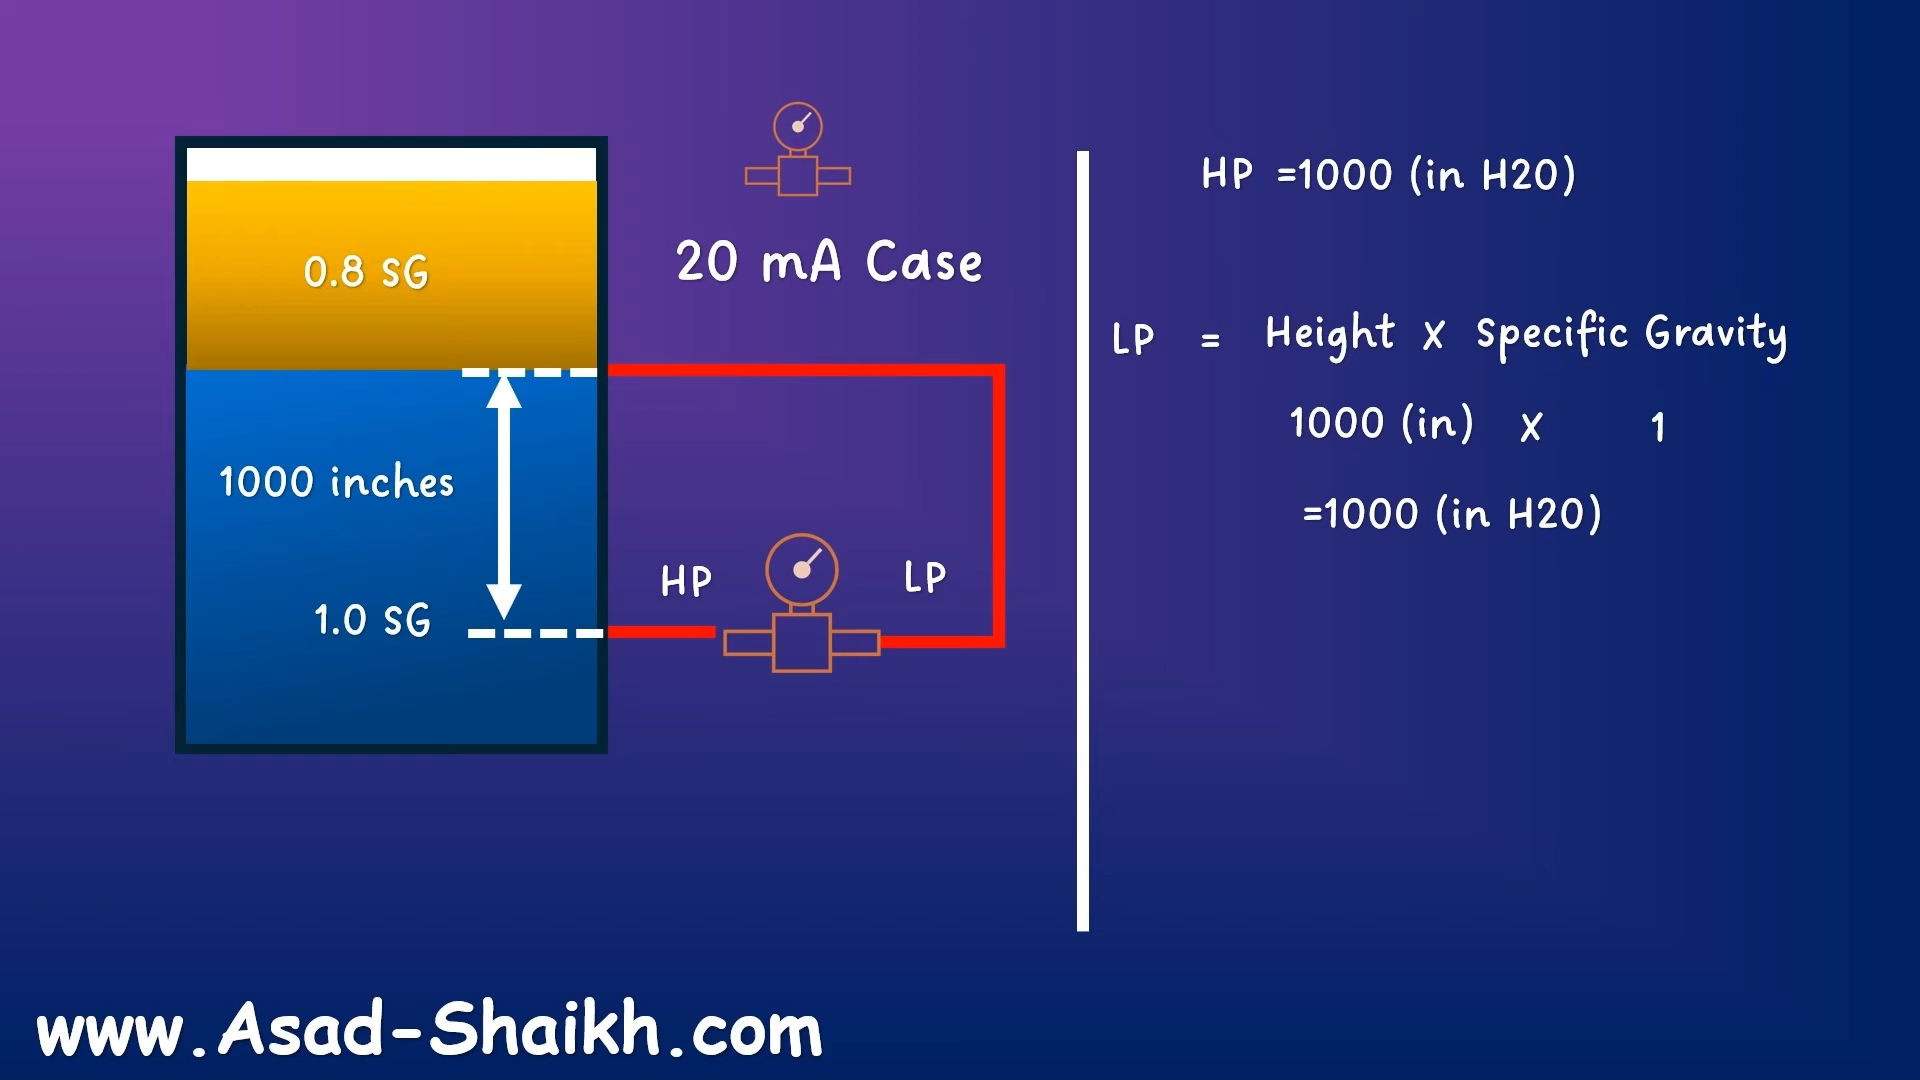 0.8 SG
1000 inches
1.0 SG
20 mA Case
HP
LP
HP =1000 (in H20)
LP = Height X Specific Gravity
1000 (in) X 1
=1000 (in H20)
www.Asad-Shaikh.com